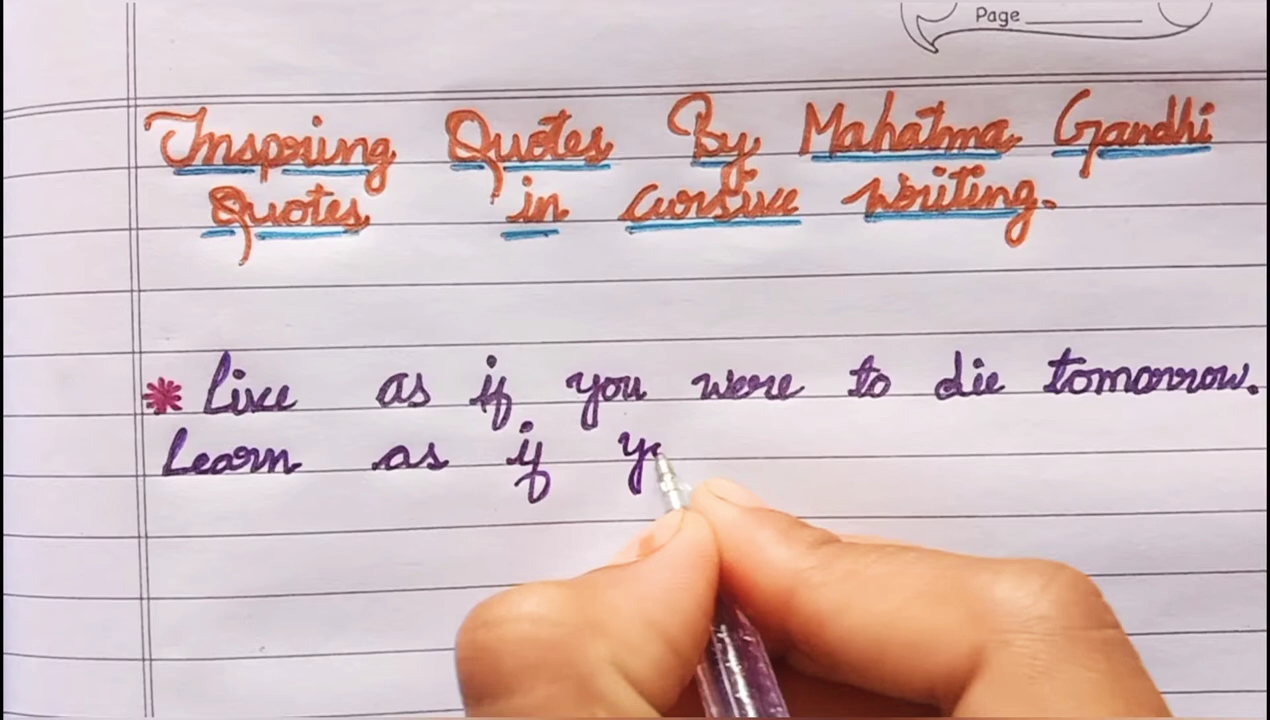 Page
Inspiring Quotes By Mahatma Gandhi
Quotes in cursive writing.
* Live as if you were to die tomorrow.
Learn as if yo